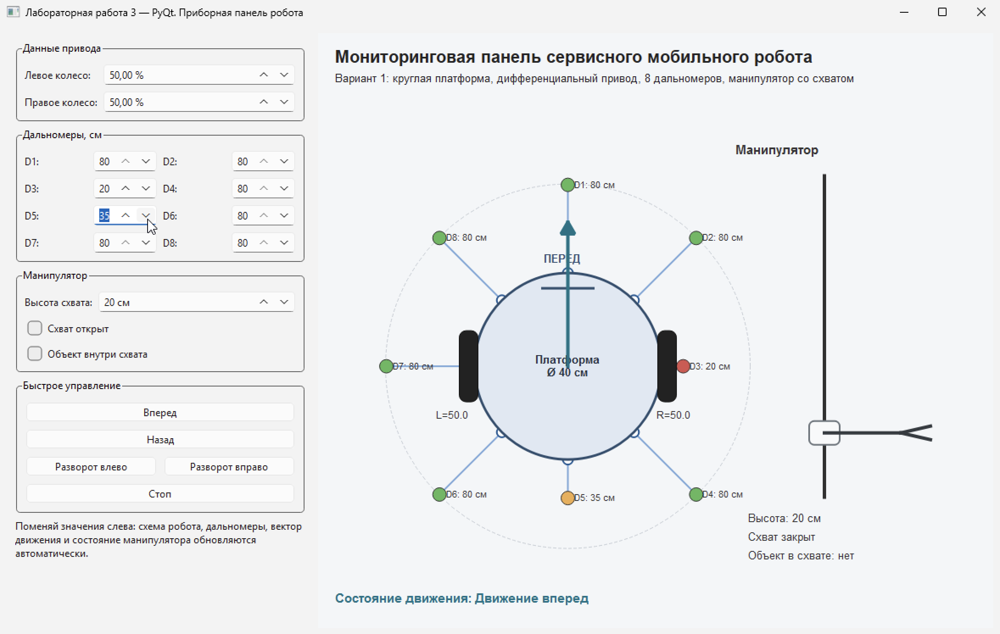 Лабораторная работа 3 — PyQt. Приборная панель робота
Данные привода
Левое колесо: 50,00 %
Правое колесо: 50,00 %
Дальномеры, см
D1: 80 D2: 80
D3: 20 D4: 80
D5: 35 D6: 80
D7: 80 D8: 80
Манипулятор
Высота схвата: 20 см
Схват открыт
Объект внутри схвата
Быстрое управление
Вперед
Назад
Разворот влево Разворот вправо
Стоп
Поменяй значения слева: схема робота, дальномеры, вектор
движения и состояние манипулятора обновляются
автоматически.
Мониторинговая панель сервисного мобильного робота
Вариант 1: круглая платформа, дифференциальный привод, 8 дальномеров, манипулятор со схватом
Манипулятор
D1: 80 см
D8: 80 см
D2: 80 см
ПЕРЕД
Платформа
Ø 40 см
D7: 80 см
D3: 20 см
L=50.0
R=50.0
D6: 80 см
D5: 35 см
D4: 80 см
Высота: 20 см
Схват закрыт
Объект в схвате: нет
Состояние движения: Движение вперед